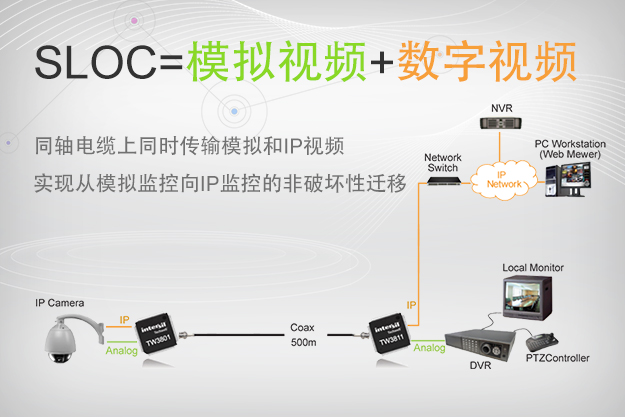 SLOC=模拟视频+数字视频
同轴电缆上同时传输模拟和IP视频
实现从模拟监控向IP监控的非破坏性迁移
NVR
PC Workstation
(Web Mewer)
Network
Switch
IP
Network
Local Monitor
IP Camera
IP
Analog
intersil
TW3801
Coax
500m
IP
intersil
TW3811
Analog
DVR
PTZController